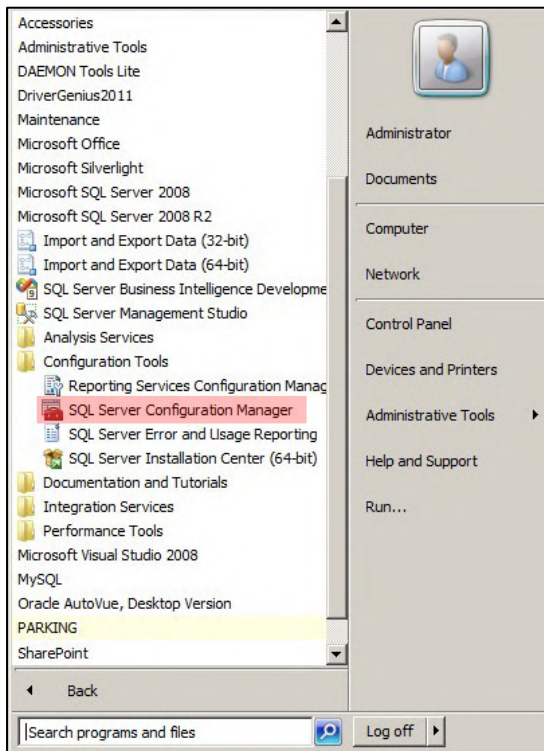 Accessories
Administrative Tools
DAEMON Tools Lite
DriverGenius2011
Maintenance
Microsoft Office
Microsoft Silverlight
Microsoft SQL Server 2008
Microsoft SQL Server 2008 R2
Import and Export Data (32-bit)
Import and Export Data (64-bit)
SQL Server Business Intelligence Developme
SQL Server Management Studio
Analysis Services
Configuration Tools
Reporting Services Configuration Manag
SQL Server Configuration Manager
SQL Server Error and Usage Reporting
SQL Server Installation Center (64-bit)
Documentation and Tutorials
Integration Services
Performance Tools
Microsoft Visual Studio 2008
MySQL
Oracle AutoVue, Desktop Version
PARKING
SharePoint
Back
Search programs and files
Administrator
Documents
Computer
Network
Control Panel
Devices and Printers
Administrative Tools
Help and Support
Run...
Log off